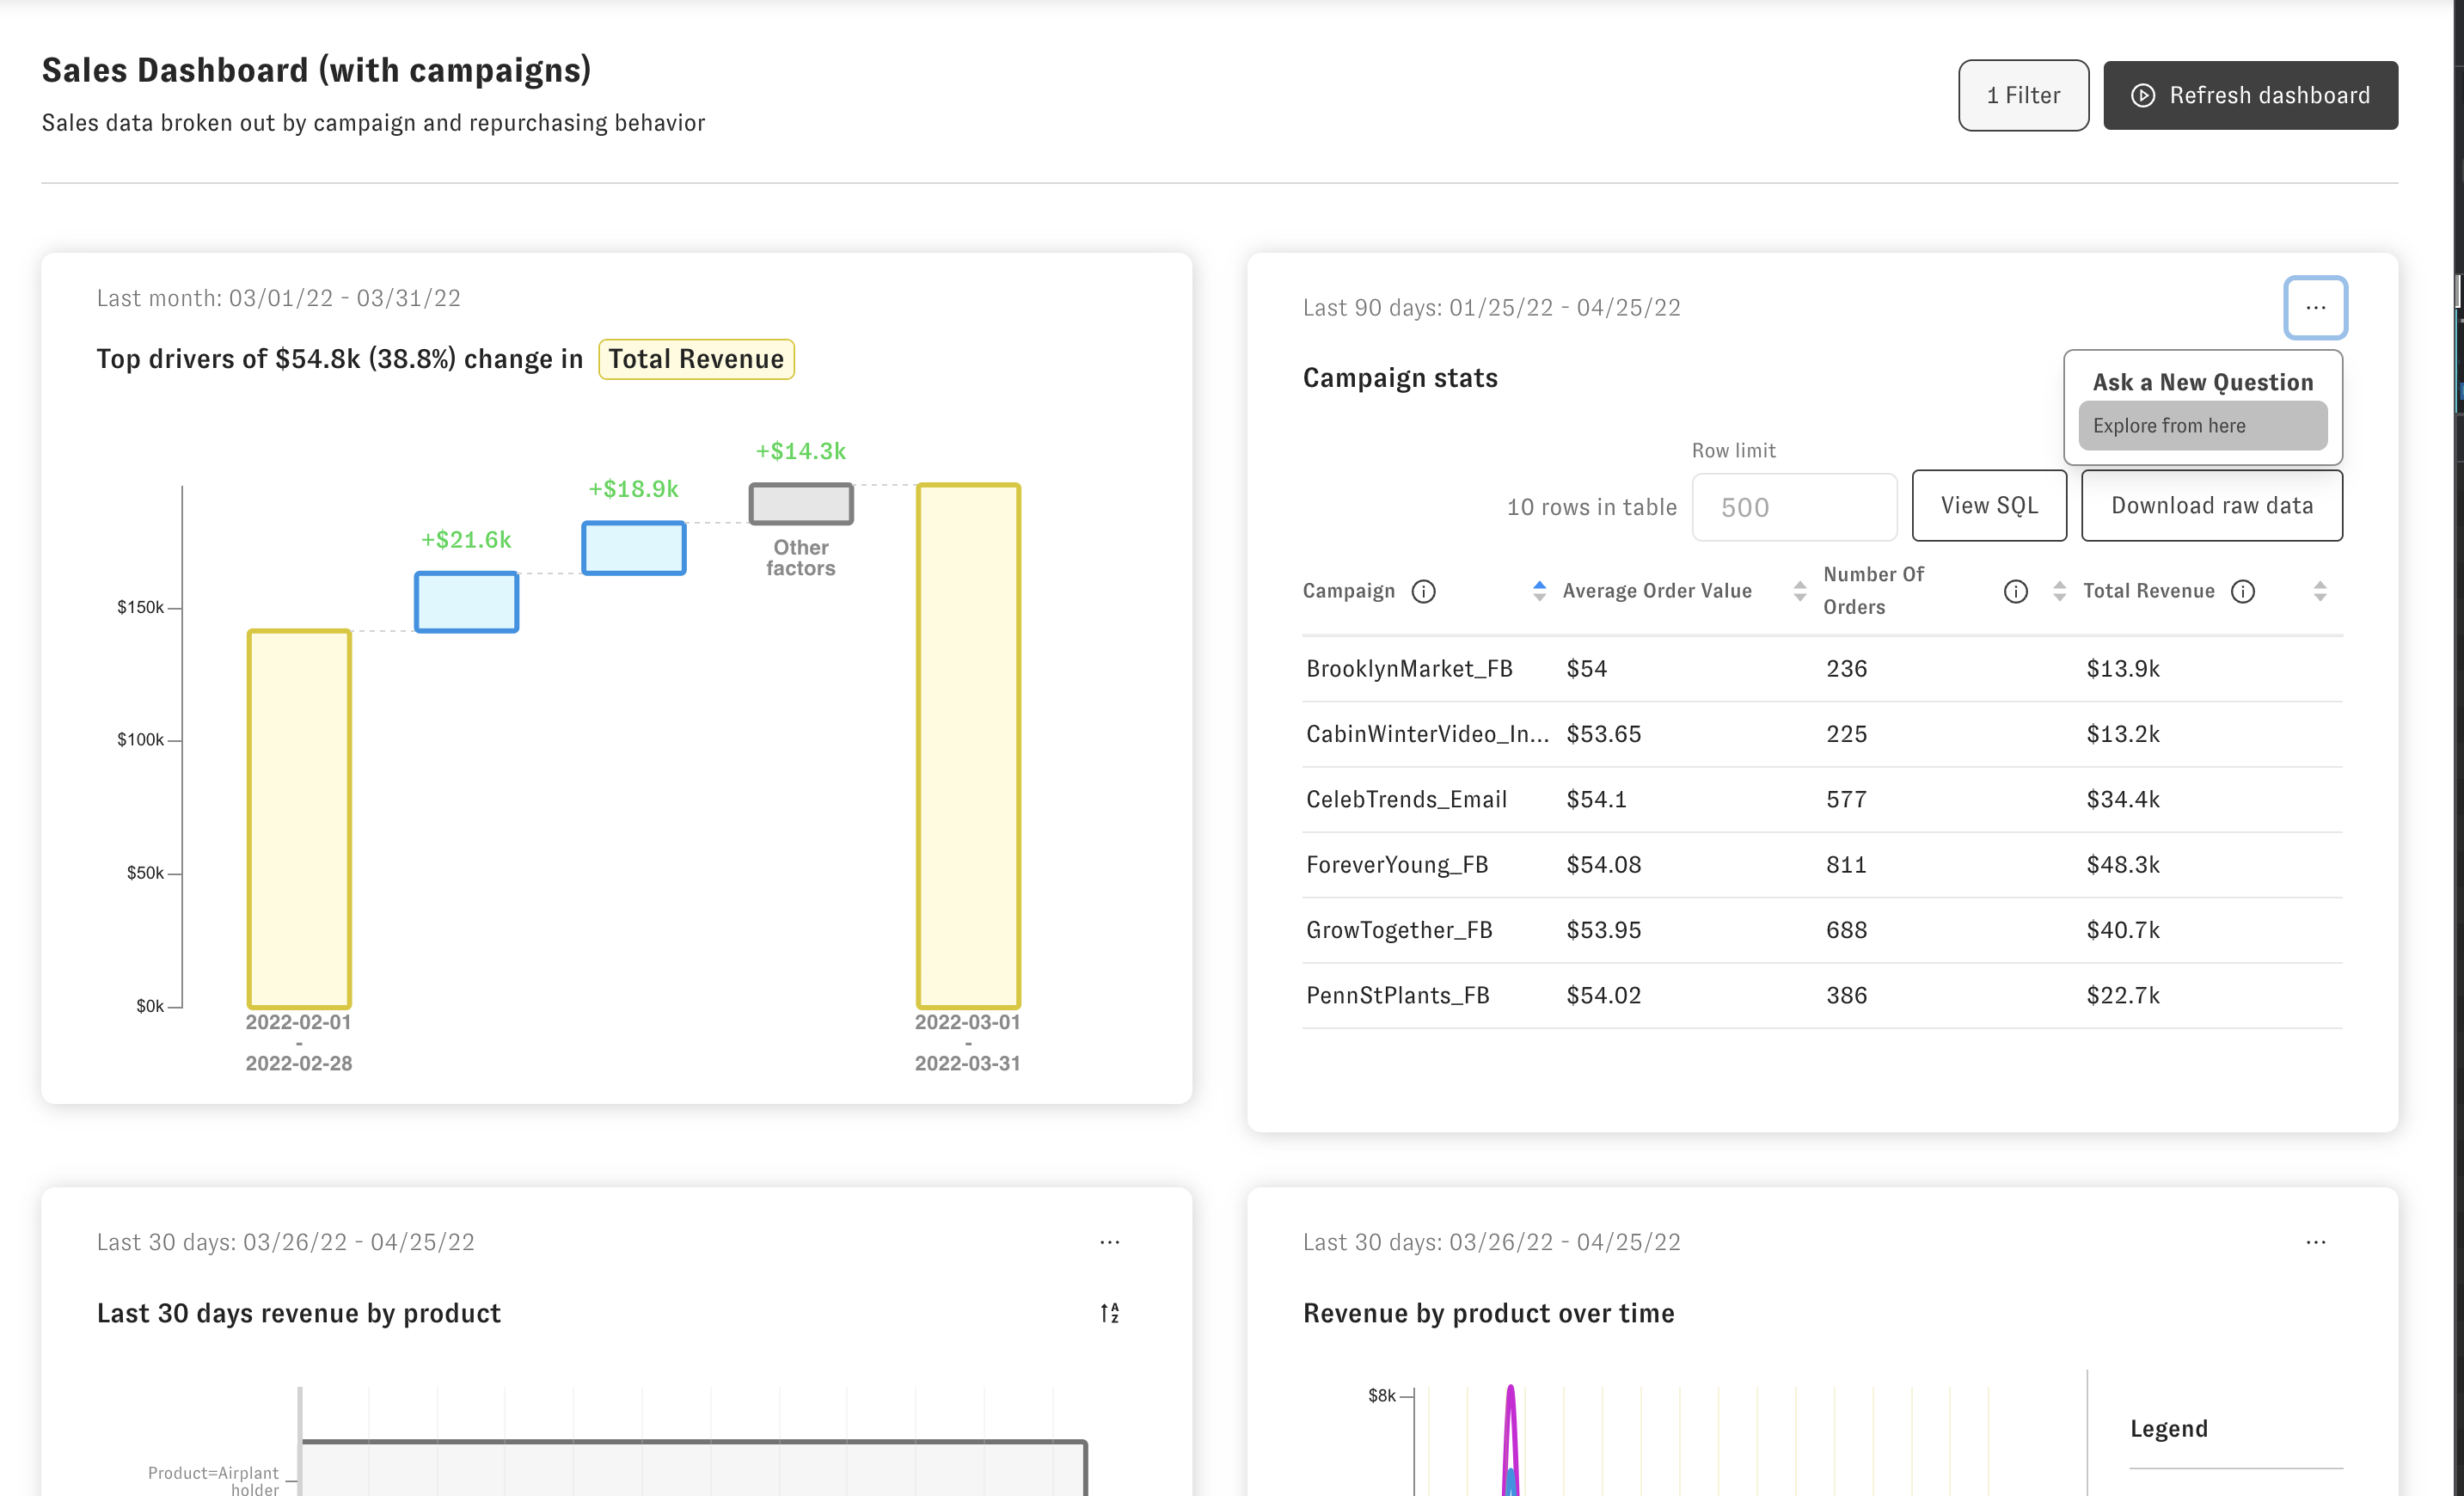 Sales Dashboard (with campaigns)
Sales data broken out by campaign and repurchasing behavior
1 Filter
Refresh dashboard
Last month: 03/01/22 - 03/31/22
Top drivers of $54.8k (38.8%) change in Total Revenue
+$14.3k
+$18.9k
+$21.6k
Other
factors
$150k
$100k
$50k
$0k
2022-02-01
-
2022-02-28
2022-03-01
-
2022-03-31
Last 90 days: 01/25/22 - 04/25/22
...
Campaign stats
Ask a New Question
Explore from here
Row limit
10 rows in table
500
View SQL
Download raw data
Campaign Average Order Value Number Of Orders Total Revenue
BrooklynMarket_FB $54 236 $13.9k
CabinWinterVideo_In... $53.65 225 $13.2k
CelebTrends_Email $54.1 577 $34.4k
ForeverYoung_FB $54.08 811 $48.3k
GrowTogether_FB $53.95 688 $40.7k
PennStPlants_FB $54.02 386 $22.7k
Last 30 days: 03/26/22 - 04/25/22
...
Last 30 days revenue by product
A
Z
Product=Airplant
holder
Last 30 days: 03/26/22 - 04/25/22
...
Revenue by product over time
$8k
Legend